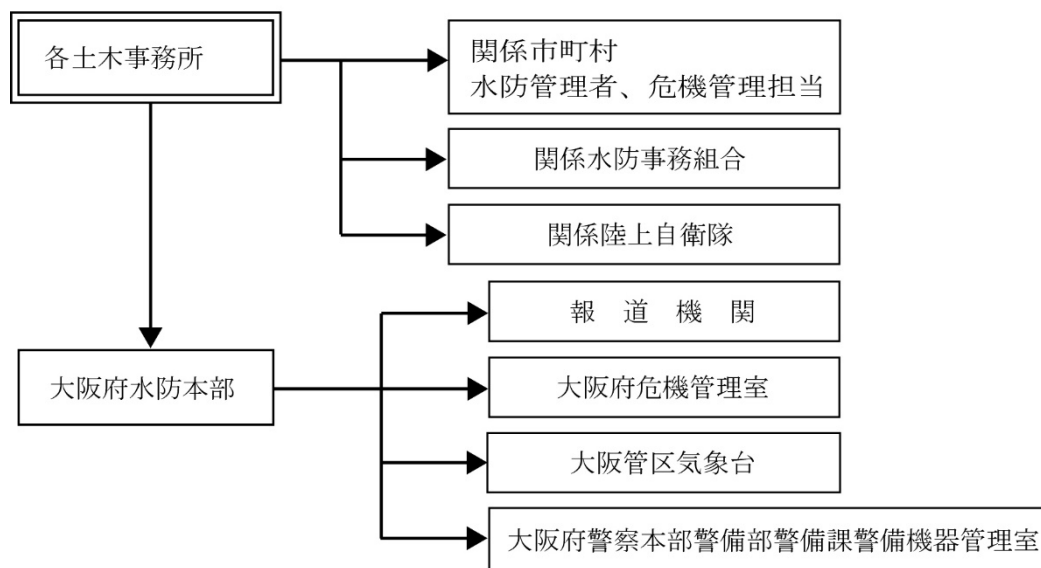 各土木事務所
関係市町村
水防管理者、危機管理担当
関係水防事務組合
関係陸上自衛隊
報　道　機　関
大阪府水防本部
大阪府危機管理室
大阪管区気象台
大阪府警察本部警備部警備課警備機器管理室